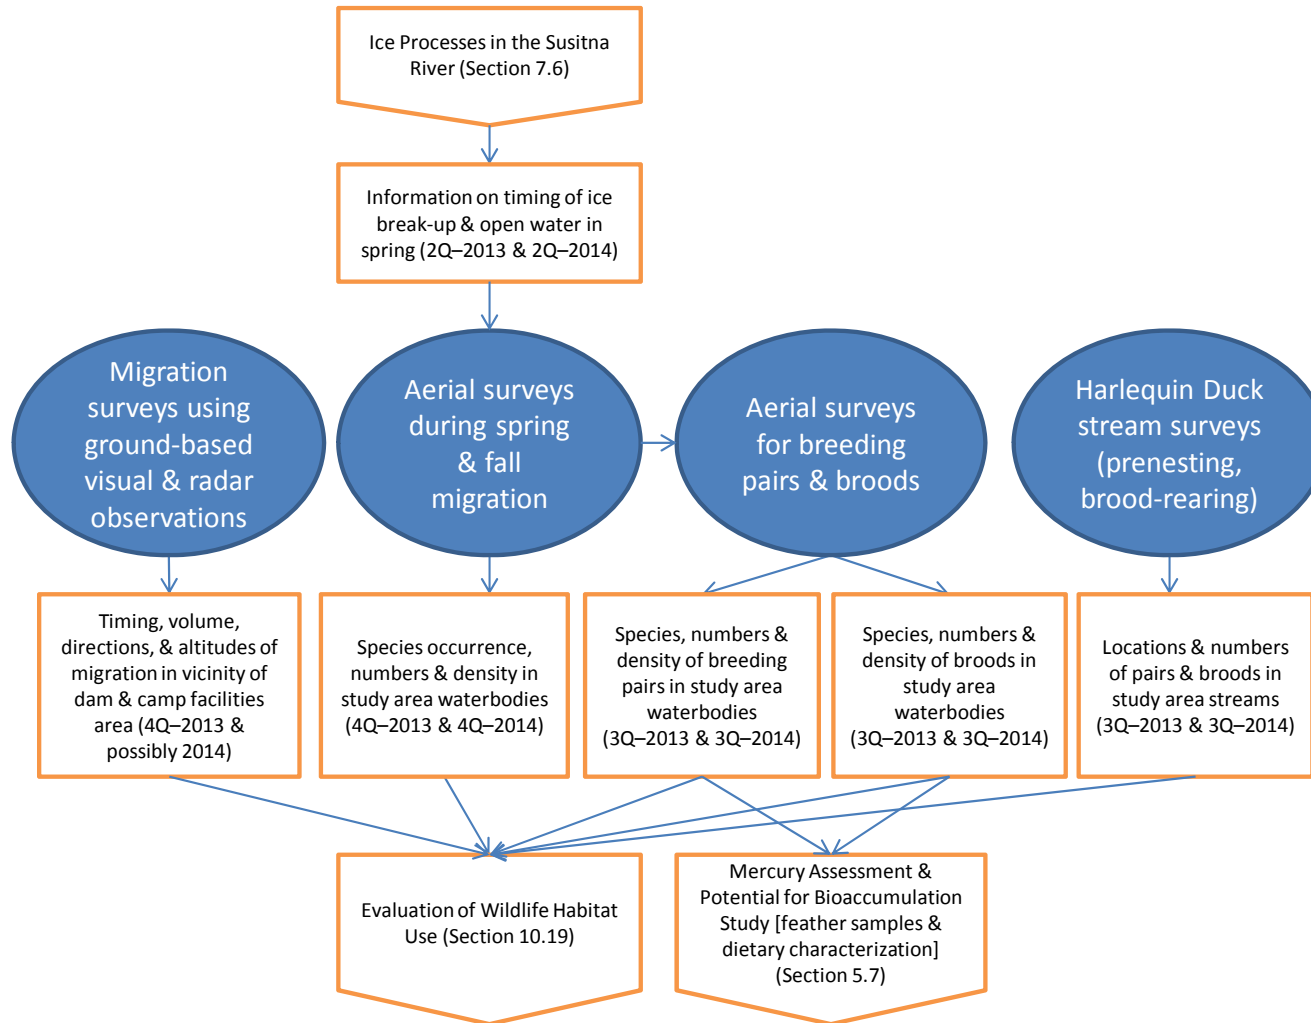 Ice Processes in the Susitna
River (Section 7.6)
Information on timing of ice
break-up & open water in
spring (2Q–2013 & 2Q–2014)
Migration
surveys using
ground-based
visual & radar
observations
Aerial surveys
during spring
& fall
migration
Aerial surveys
for breeding
pairs & broods
Harlequin Duck
stream surveys
(prenesting,
brood-rearing)
Timing, volume,
directions, & altitudes of
migration in vicinity of
dam & camp facilities
area (4Q–2013 &
possibly 2014)
Species occurrence,
numbers & density in
study area waterbodies
(4Q–2013 & 4Q–2014)
Species, numbers &
density of breeding
pairs in study area
waterbodies
(3Q–2013 & 3Q–2014)
Species, numbers &
density of broods in
study area
waterbodies
(3Q–2013 & 3Q–2014)
Locations & numbers
of pairs & broods in
study area streams
(3Q–2013 & 3Q–2014)
Evaluation of Wildlife Habitat
Use (Section 10.19)
Mercury Assessment &
Potential for Bioaccumulation
Study [feather samples &
dietary characterization]
(Section 5.7)